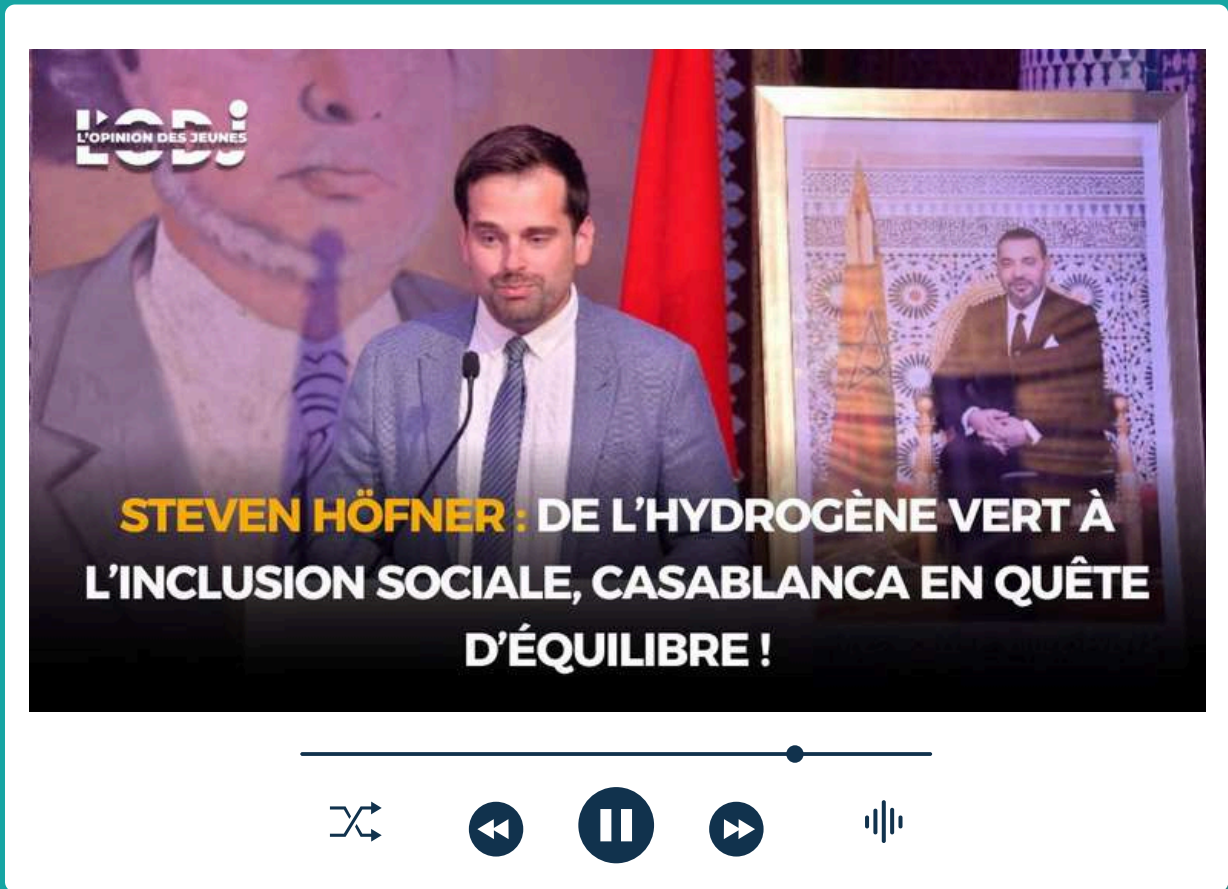 L'ODJ
L'OPINION DES JEUNES
STEVEN HÖFNER : DE L'HYDROGÈNE VERT À
L'INCLUSION SOCIALE, CASABLANCA EN QUÊTE
D'ÉQUILIBRE !